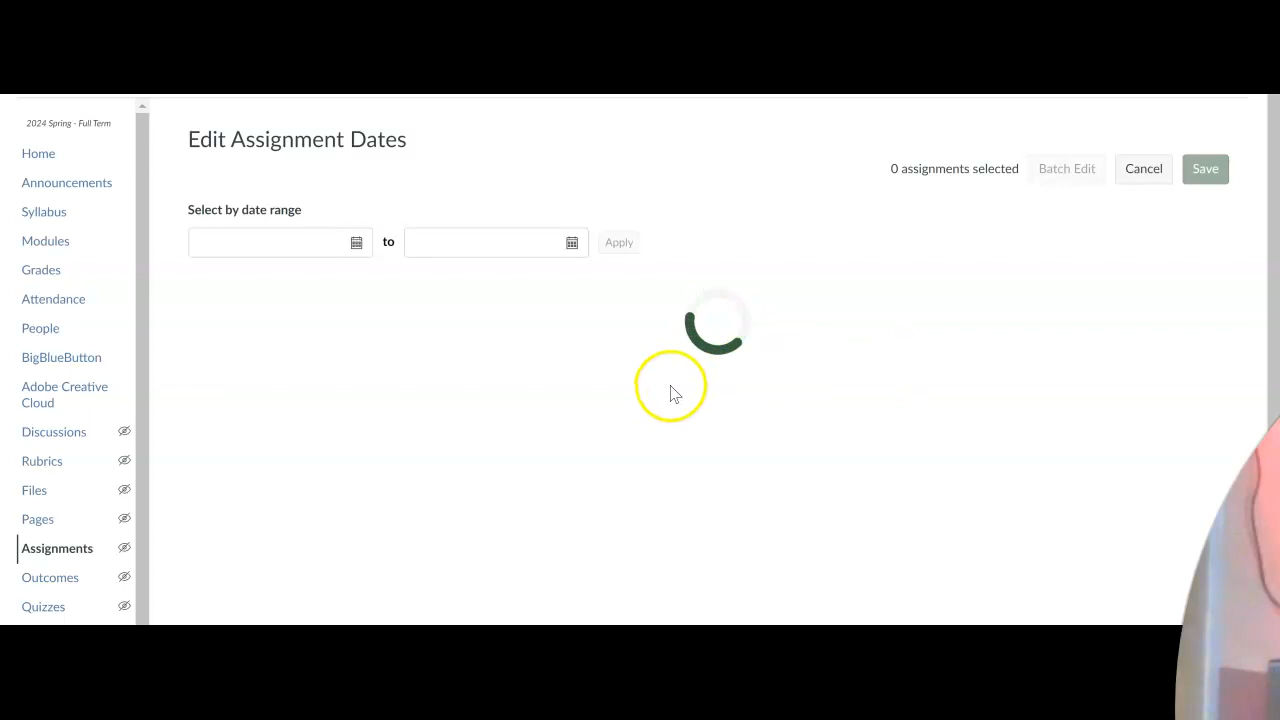 2024 Spring - Full Term
Home
Announcements
Syllabus
Modules
Grades
Attendance
People
BigBlueButton
Adobe Creative
Cloud
Discussions
Rubrics
Files
Pages
Assignments
Outcomes
Quizzes
Edit Assignment Dates
0 assignments selected Batch Edit Cancel Save
Select by date range
to Apply